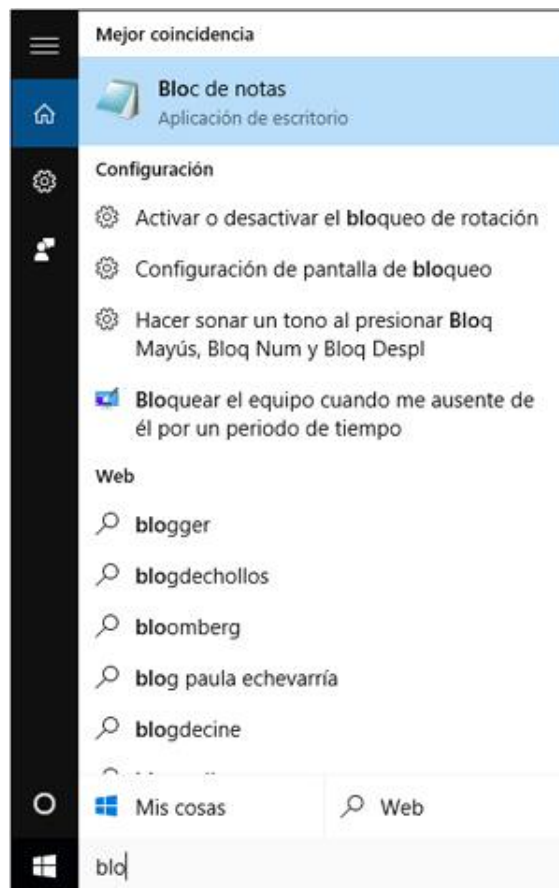 Mejor coincidencia
Bloc de notas
Aplicación de escritorio
Configuración
Activar o desactivar el bloqueo de rotación
Configuración de pantalla de bloqueo
Hacer sonar un tono al presionar Bloq
Mayús, Bloq Num y Bloq Despl
Bloquear el equipo cuando me ausente de
él por un periodo de tiempo
Web
blogger
blogdechollos
bloomberg
blog paula echevarría
blogdecine
Mis cosas
Web
blo